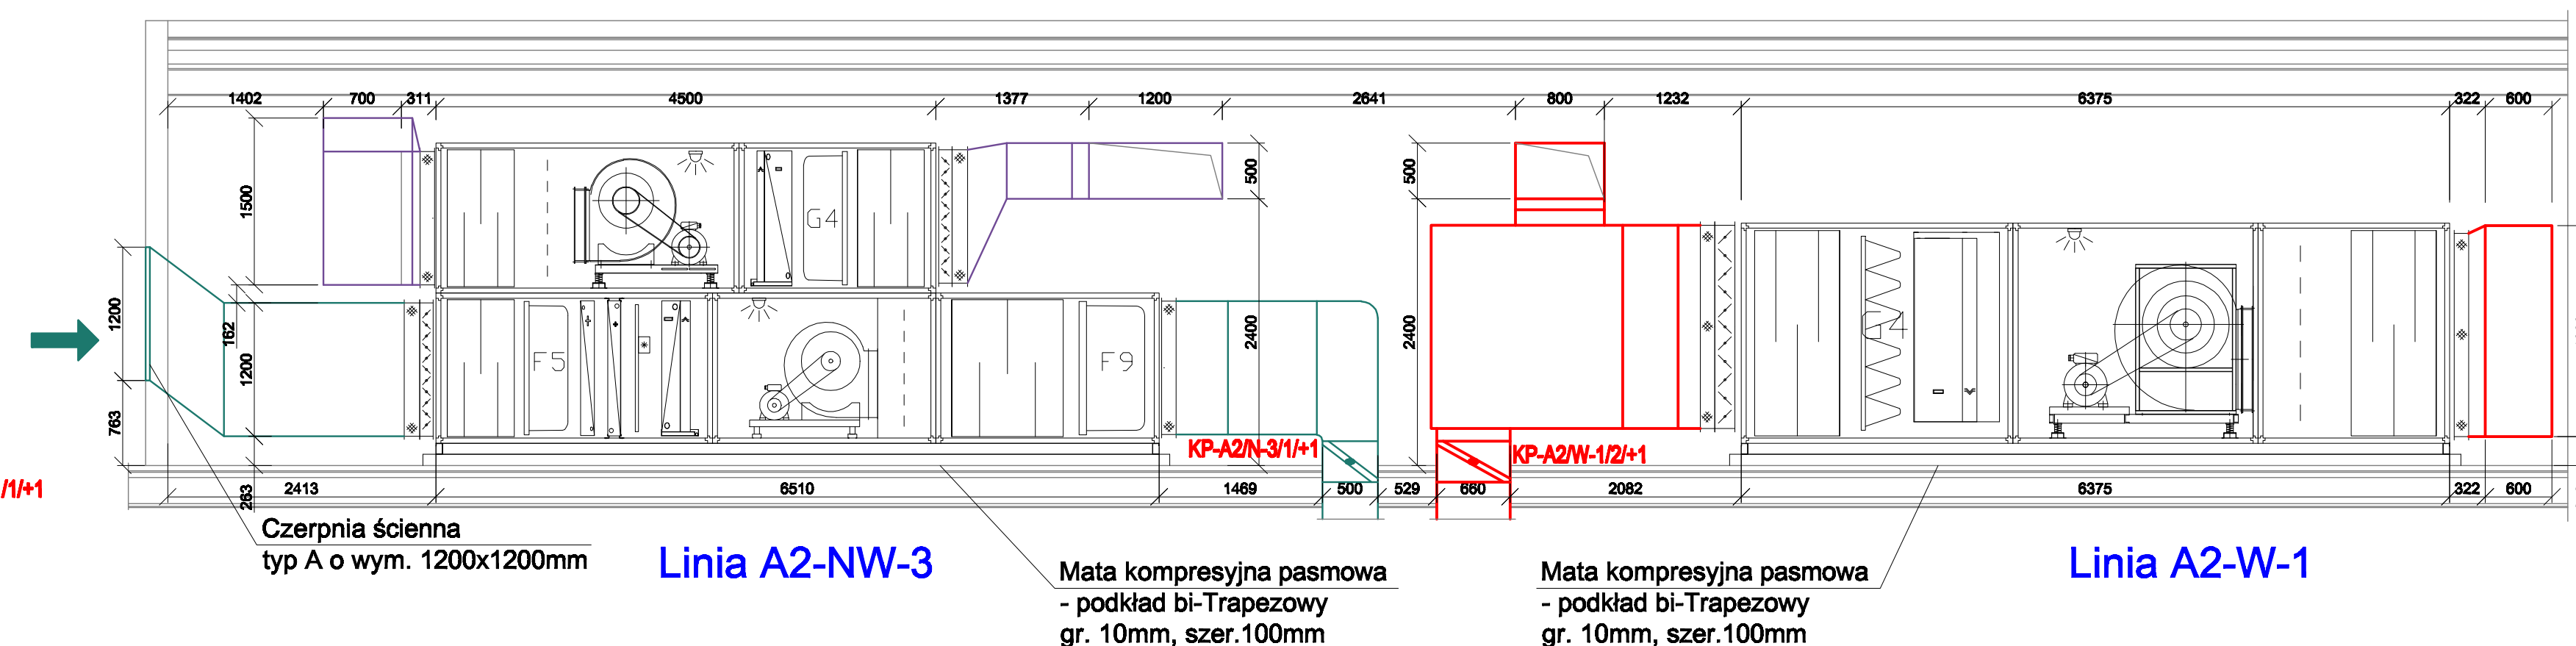 1402 700 311 4500 1377 1200 2641 800 1232 6375 322 600
1500
500
500
G4
1200
162
1200
2400
2400
F5
F9
763
KP-A2/N-3/1/+1
KP-A2/W-1/2/+1
/1/+1
263
2413 6510 1469 500 529 660 2082 6375 322 600
Czerpnia ścienna
typ A o wym. 1200x1200mm
Linia A2-NW-3
Mata kompresyjna pasmowa
- podkład bi-Trapezowy
gr. 10mm, szer.100mm
Mata kompresyjna pasmowa
- podkład bi-Trapezowy
gr. 10mm, szer.100mm
Linia A2-W-1